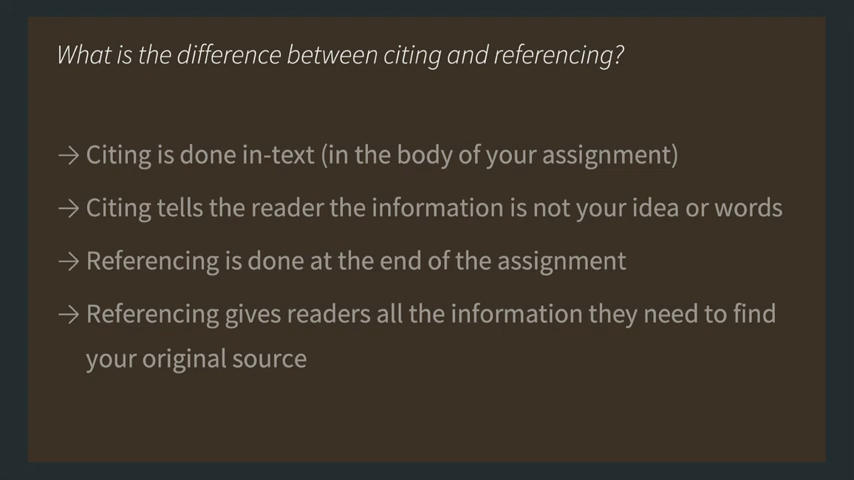 What is the difference between citing and referencing?
→ Citing is done in-text (in the body of your assignment)
→ Citing tells the reader the information is not your idea or words
→ Referencing is done at the end of the assignment
→ Referencing gives readers all the information they need to find
your original source